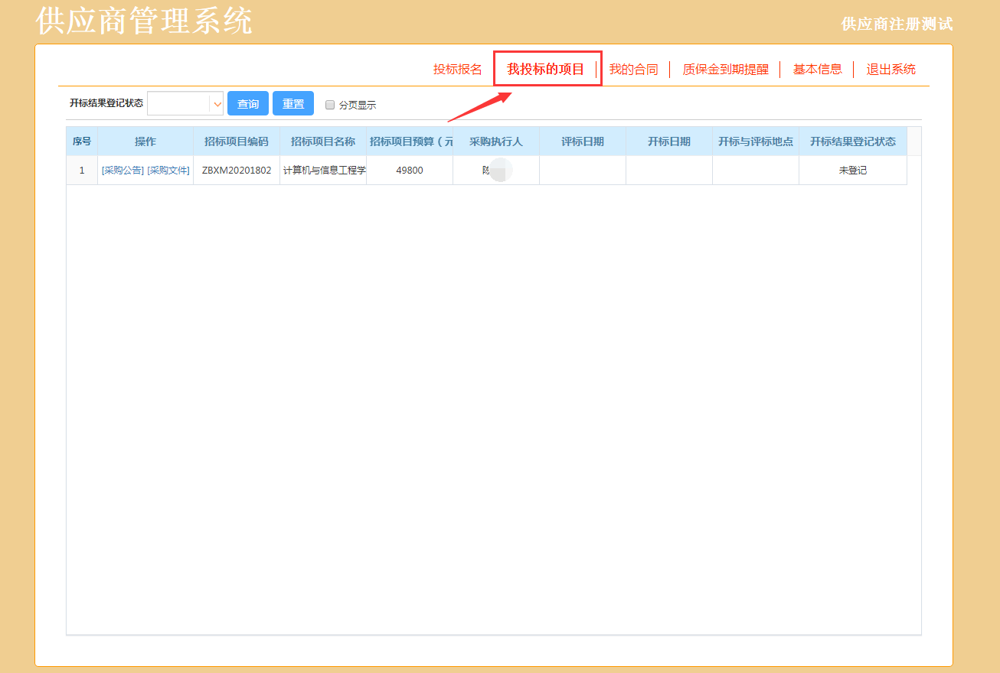 供应商管理系统
供应商注册测试
投标报名 我投标的项目 我的合同 质保金到期提醒 基本信息 退出系统
开标结果登记状态 查询 重置 分页显示
序号 操作 招标项目编码 招标项目名称 招标项目预算（元 采购执行人 评标日期 开标日期 开标与评标地点 开标结果登记状态
1 [采购公告] [采购文件] ZBXM20201802 计算机与信息工程学 49800 陈 未登记